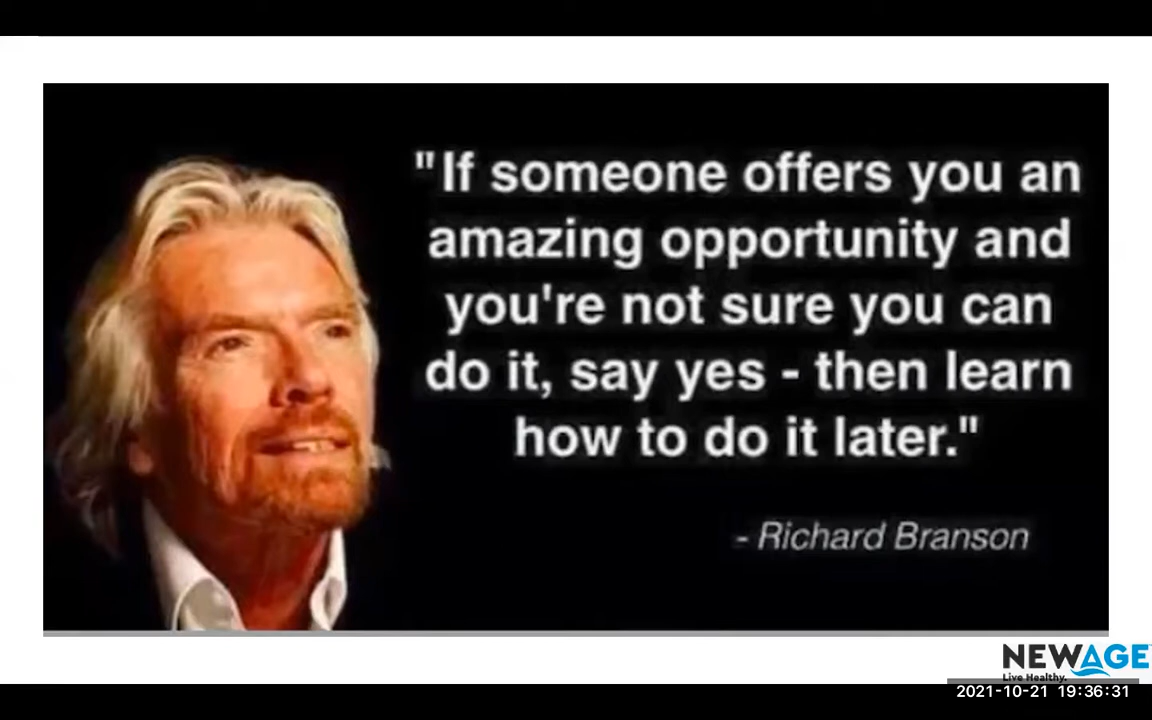 "If someone offers you an
amazing opportunity and
you're not sure you can
do it, say yes - then learn
how to do it later."
- Richard Branson
NEWAGE
Live Healthy.
2021-10-21 19:36:31